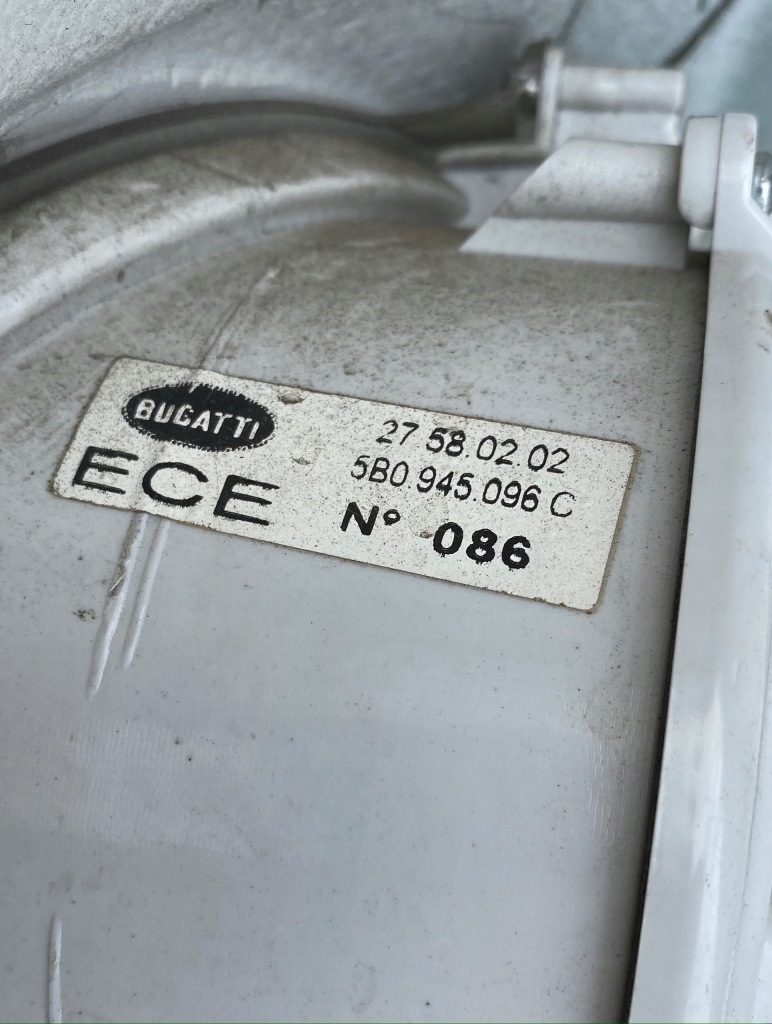 BUGATTI
ECE
27 58.02.02
5B0.945.096 C
N° 086